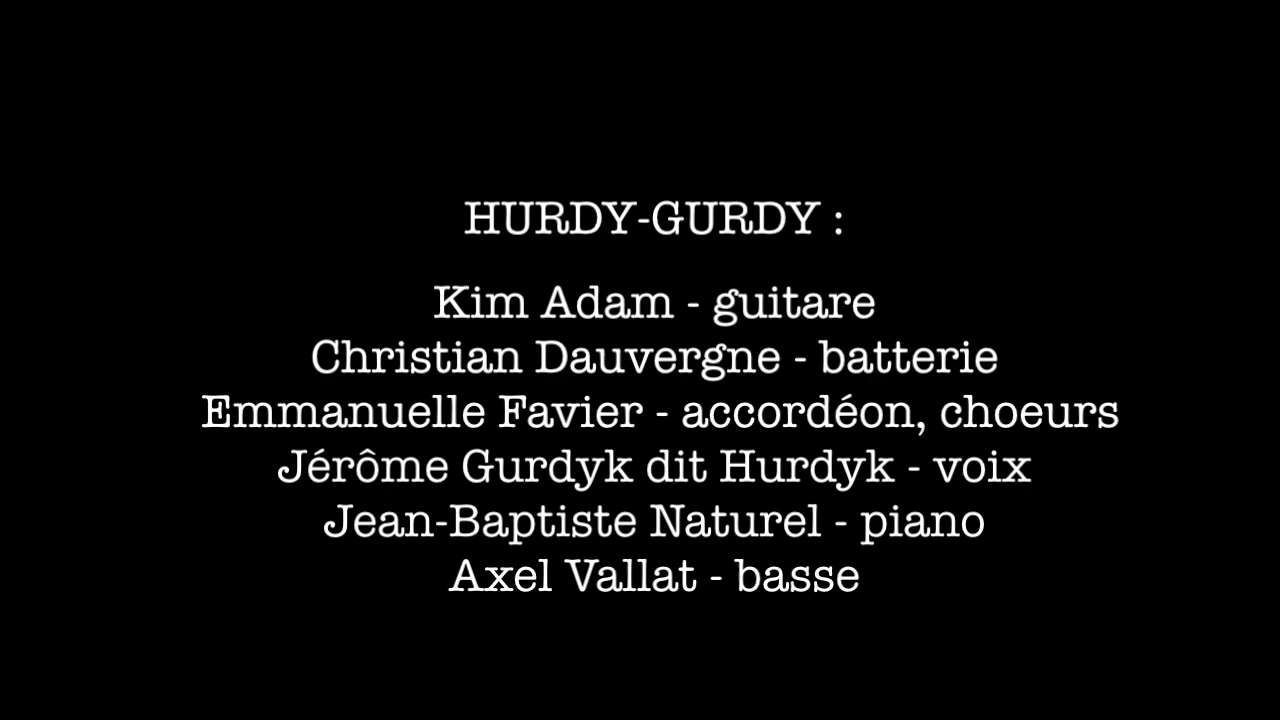 HURDY-GURDY :
Kim Adam - guitare
Christian Dauvergne - batterie
Emmanuelle Favier - accordéon, choeurs
Jérôme Gurdyk dit Hurdyk - voix
Jean-Baptiste Naturel - piano
Axel Vallat - basse